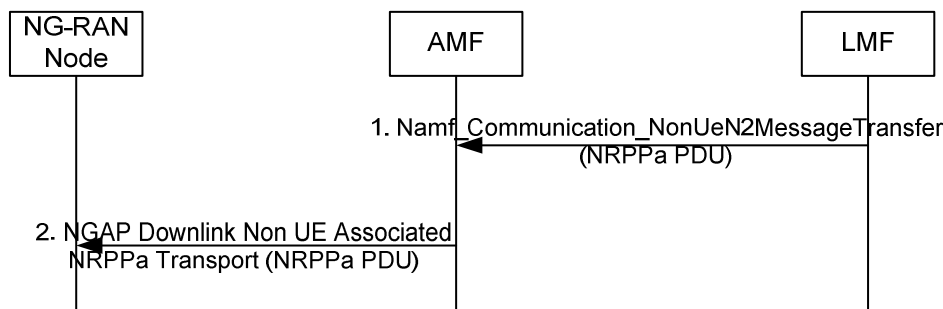 NG-RAN
Node
AMF
LMF
1. Namf_Communication_NonUeN2MessageTransfer
(NRPPa PDU)
2. NGAP Downlink Non UE Associated
NRPPa Transport (NRPPa PDU)